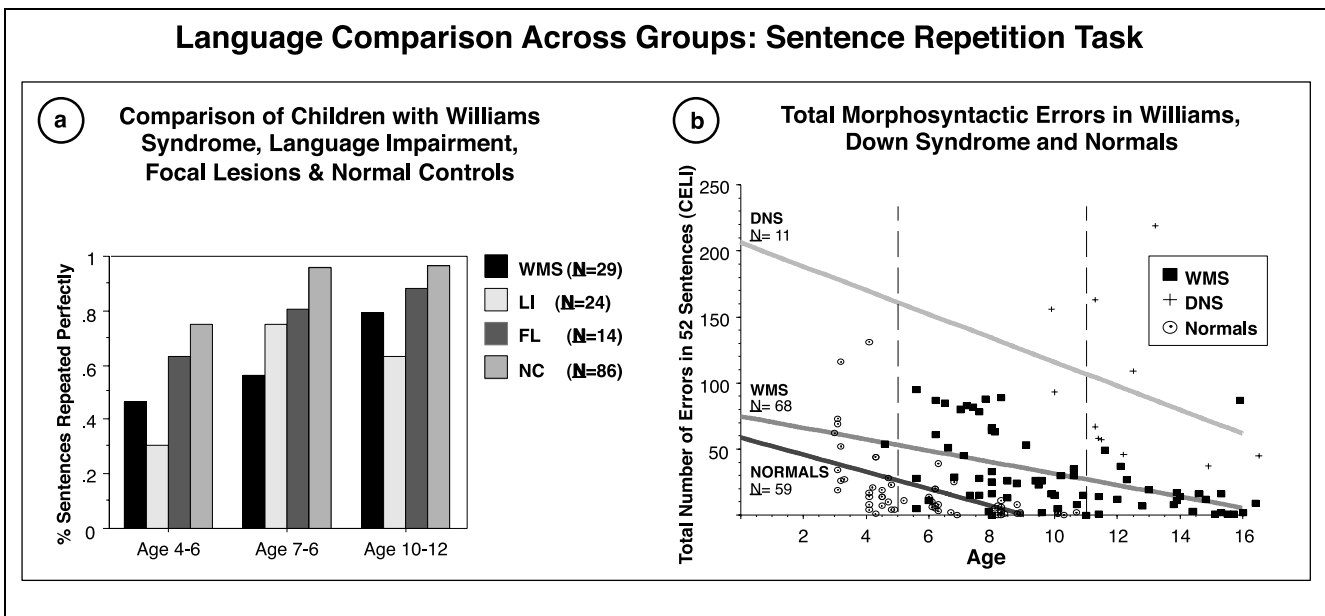 Language Comparison Across Groups: Sentence Repetition Task
a
Comparison of Children with Williams
Syndrome, Language Impairment,
Focal Lesions & Normal Controls
% Sentences Repeated Perfectly
1
.8
.6
.4
.2
0
Age 4-6
Age 7-6
Age 10-12
WMS (N=29)
LI (N=24)
FL (N=14)
NC (N=86)
b
Total Morphosyntactic Errors in Williams,
Down Syndrome and Normals
Total Number of Errors in 52 Sentences (CELI)
250
200
150
100
50
DNS
N= 11
WMS
N= 68
NORMALS
N= 59
WMS
DNS
Normals
2
4
6
8
10
12
14
16
Age